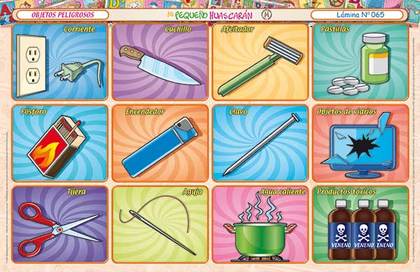 OBJETOS PELIGROSOS
PEQUEÑO HUASCARÁN
Lámina N° 065
Corriente
Cuchillo
Afeitador
Pastillas
Fósforo
Encendedor
Clavo
Objetos de vidrios
Tijera
Aguja
Agua caliente
Productos tóxicos
VENENO
VENENO
VENENO